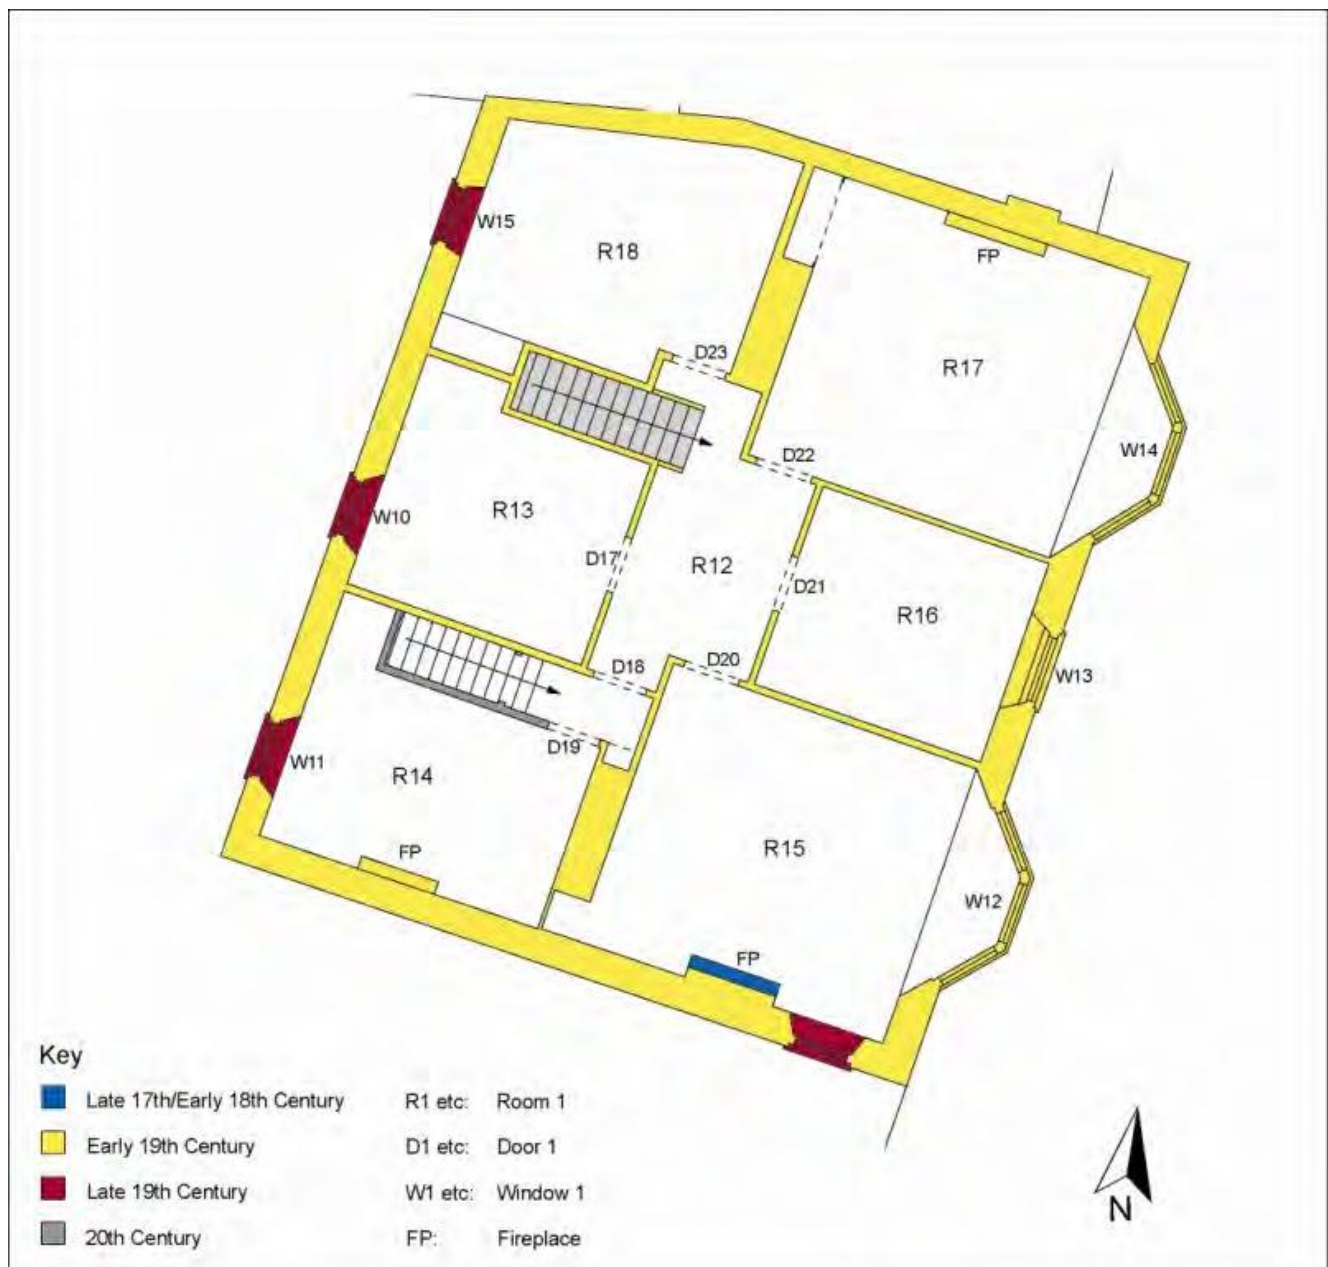 W15
R18
FP
D23
R17
W14
D22
R13
W10
R12
D17
D21
R16
D18
D20
W13
D19
W11
R14
R15
FP
W12
FP
Key
Late 17th/Early 18th Century
R1 etc:
Room 1
Early 19th Century
D1 etc:
Door 1
Late 19th Century
W1 etc:
Window 1
20th Century
FP:
Fireplace
N